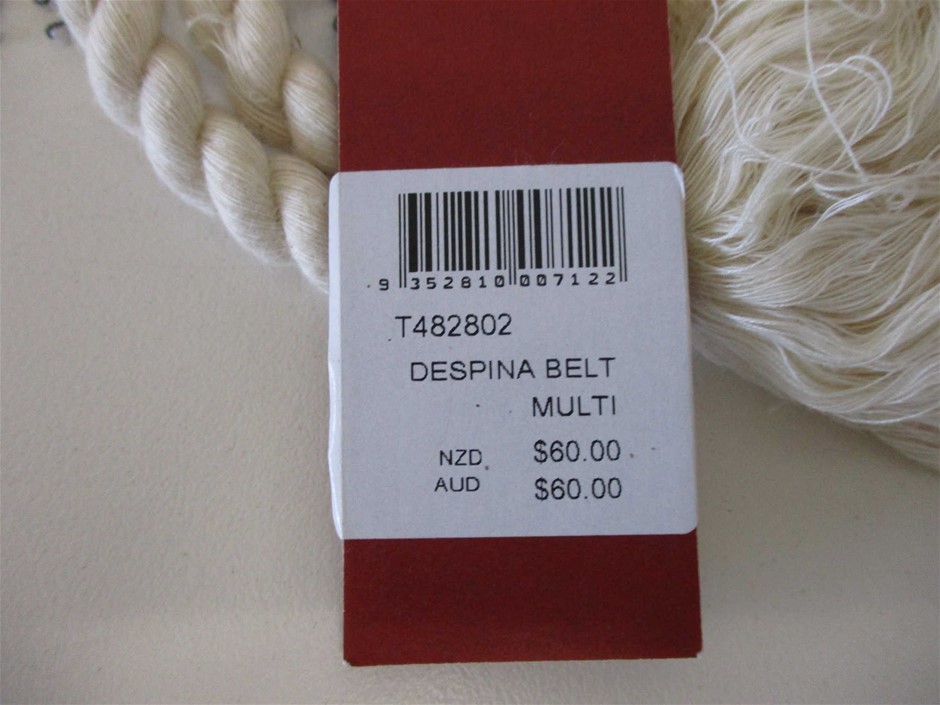 9 352810 007122
T482802
DESPINA BELT
MULTI
NZD $60.00
AUD $60.00